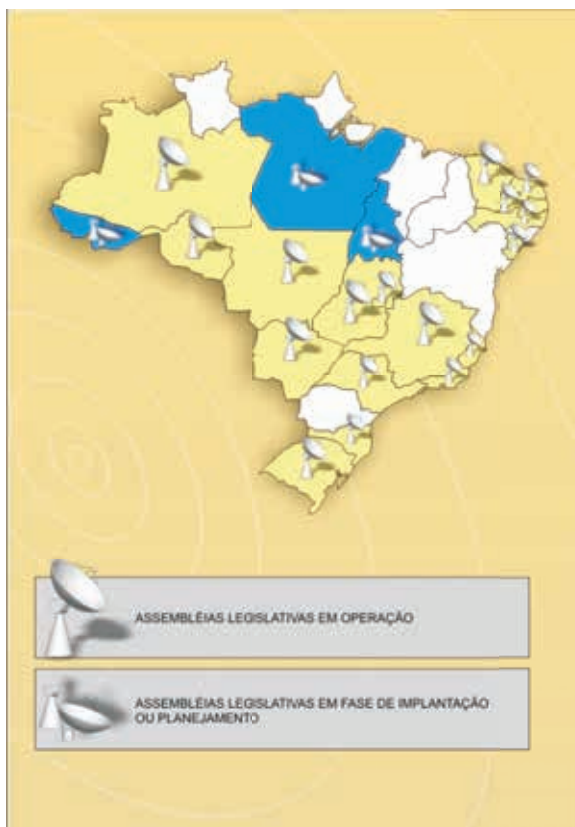 ASSEMBLÉIAS LEGISLATIVAS EM OPERAÇÃO
ASSEMBLÉIAS LEGISLATIVAS EM FASE DE IMPLANTAÇÃO
OU PLANEJAMENTO